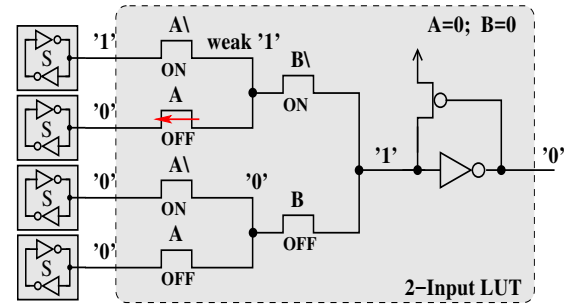 A\ A=0; B=0
'1' weak '1'
S B\
ON
'0' A ON
S OFF
'1' '0'
A\
'0' '0'
S B
ON
'0' A OFF
S OFF 2-Input LUT